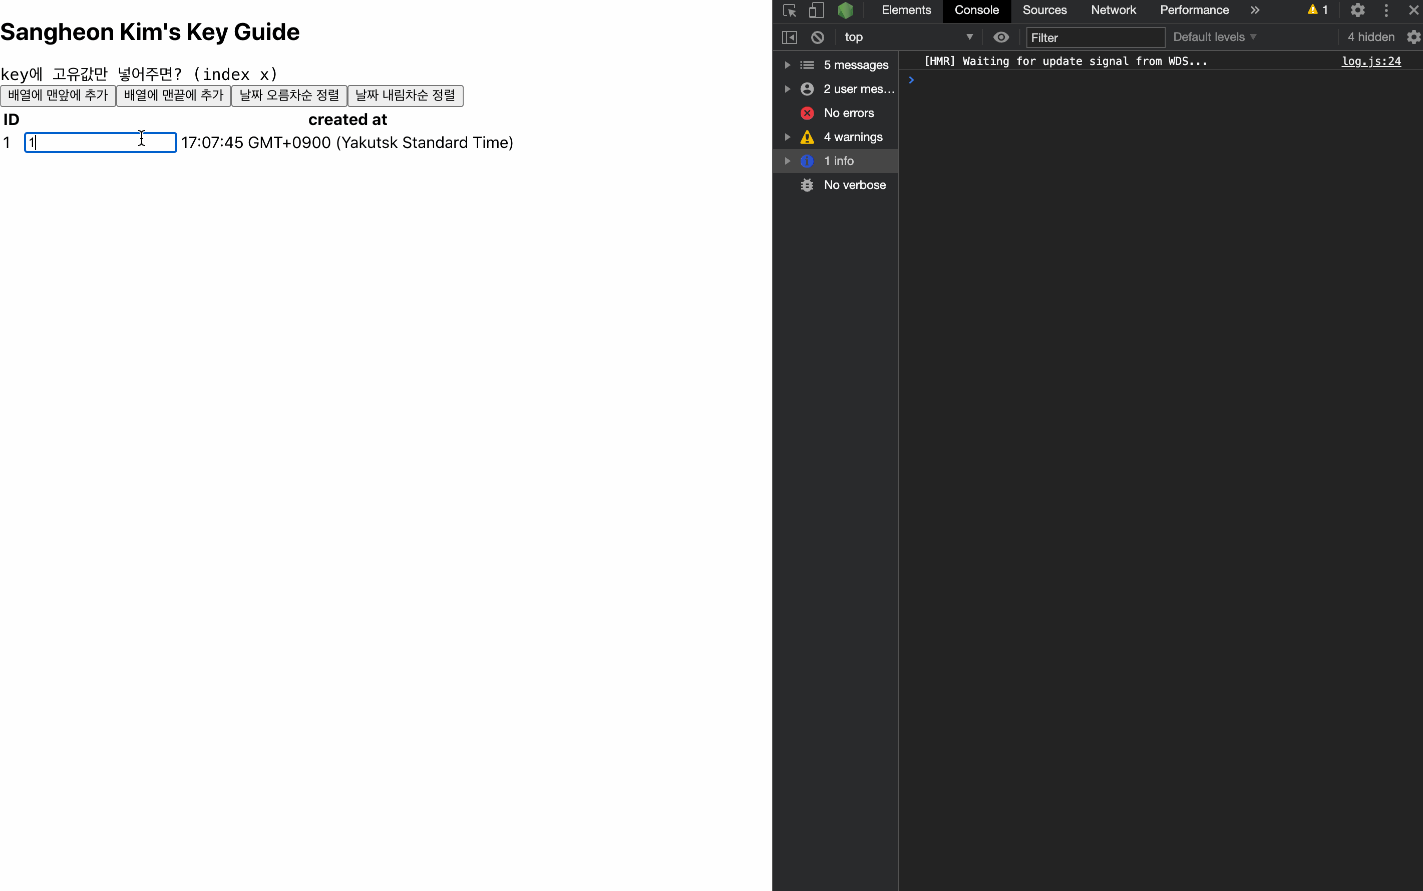 Sangheon Kim's Key Guide
key에 고유값만 넣어주면? (index x)
배열에 맨앞에 추가 배열에 맨끝에 추가 날짜 오름차순 정렬 날짜 내림차순 정렬
ID created at
1 1 17:07:45 GMT+0900 (Yakutsk Standard Time)
Elements Console Sources Network Performance » 1
top Filter Default levels 4 hidden
5 messages
2 user mes...
No errors
4 warnings
1 info
No verbose
[HMR] Waiting for update signal from WDS... log.js:24